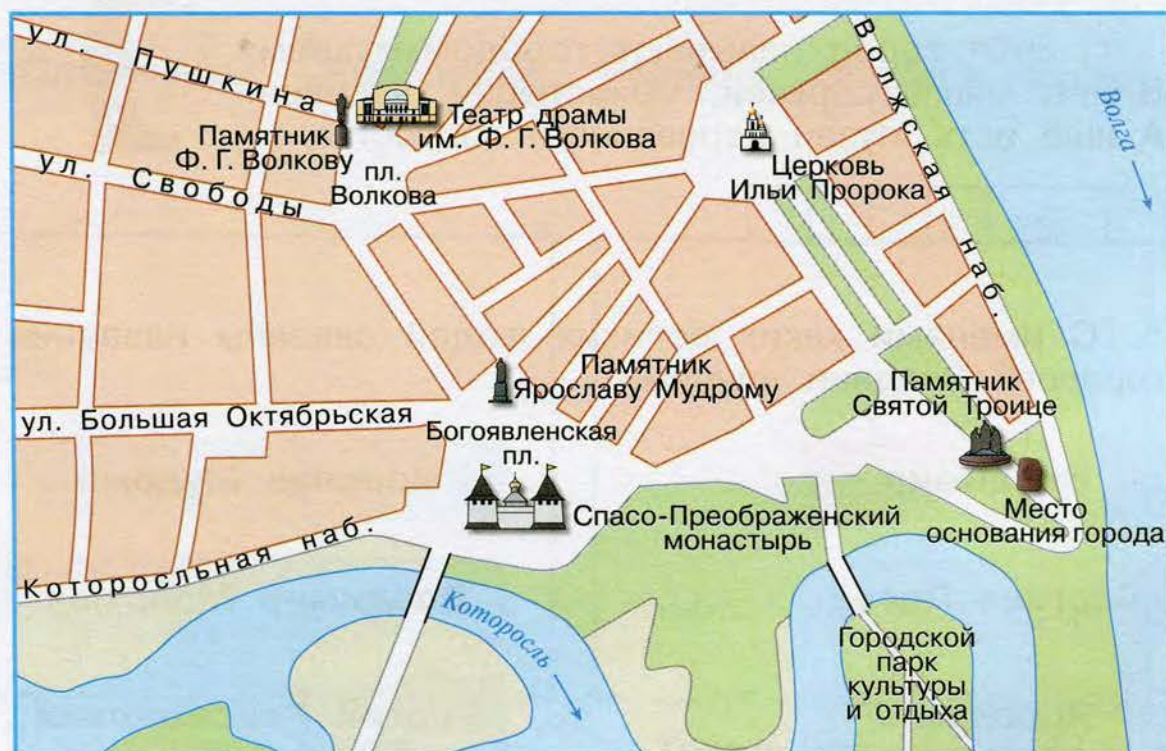 ул. Пушкина
Волжская наб.
Волга
Театр драмы
им. Ф. Г. Волкова
Памятник
Ф. Г. Волкову
пл.
Волкова
ул. Свободы
Церковь
Ильи Пророка
Памятник
Ярославу Мудрому
Памятник
Святой Троице
ул. Большая Октябрьская
Богоявленская
пл.
Спасо-Преображенский
монастырь
Место
основания города
Которосльная наб.
Которосль
Городской
парк
культуры
и отдыха